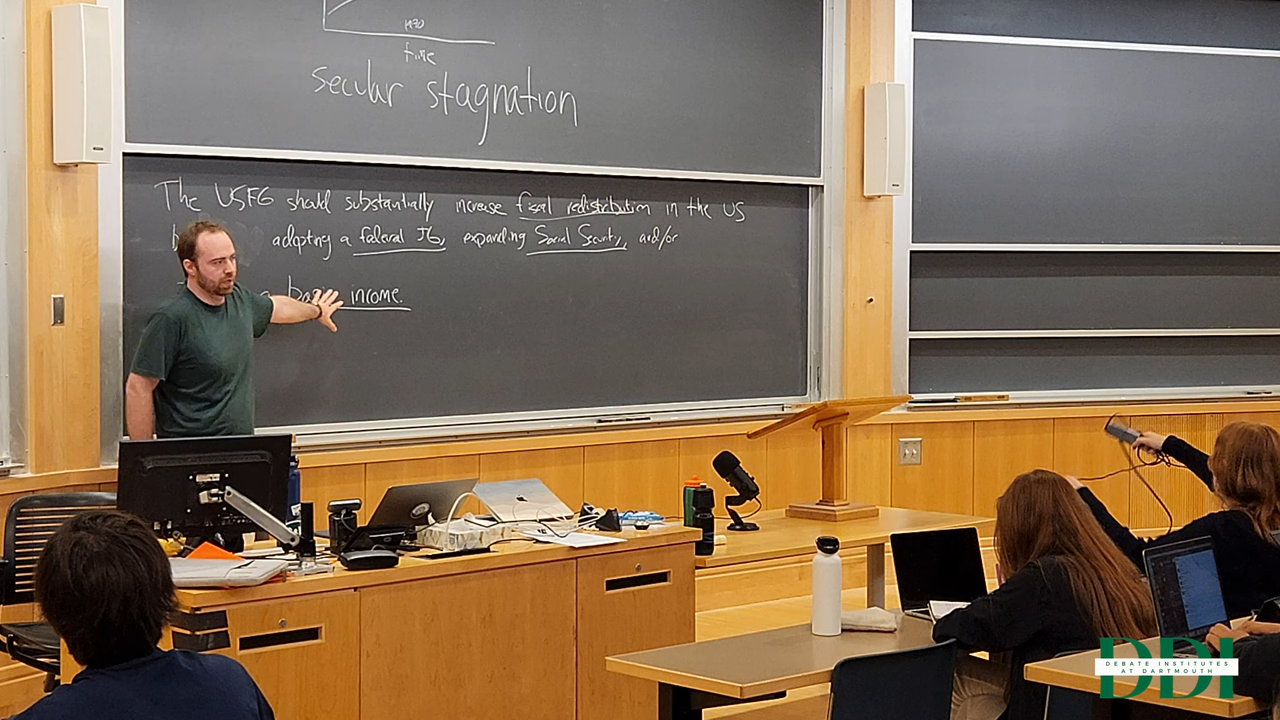 1970
time
secular stagnation
The USFG should substantially increase fiscal redistribution in the US
adopting a federal JG, expanding Social Security, and/or
a basic income.
DDI
DEBATE INSTITUTES
AT DARTMOUTH